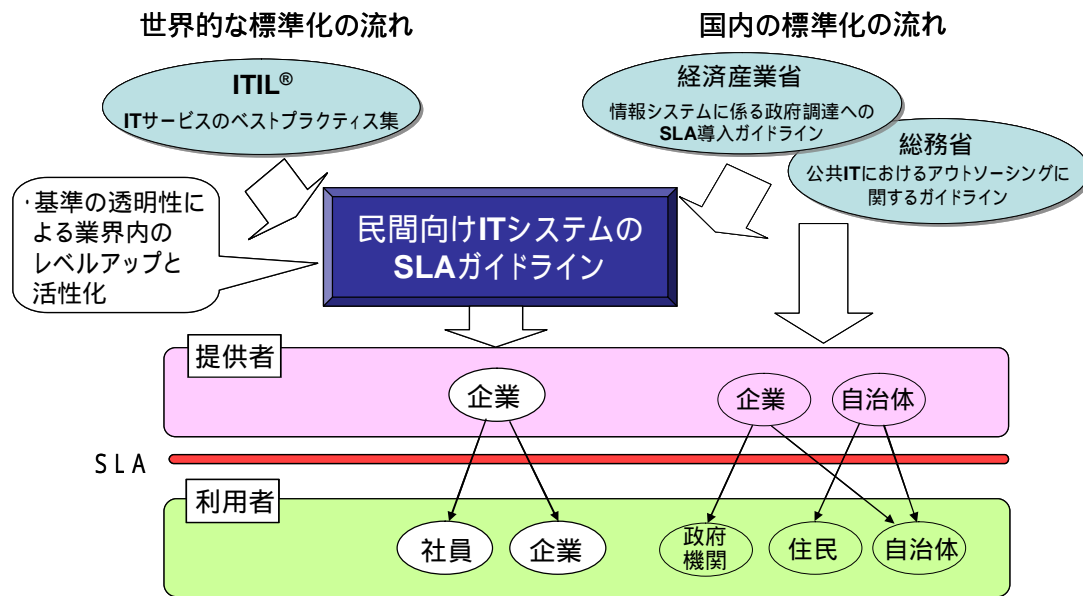 世界的な標準化の流れ
国内の標準化の流れ
ITIL®
ITサービスのベストプラクティス集
経済産業省
情報システムに係る政府調達への
SLA導入ガイドライン
総務省
公共ITにおけるアウトソーシングに
関するガイドライン
・基準の透明性に
よる業界内の
レベルアップと
活性化
民間向けITシステムの
SLAガイドライン
提供者
企業
企業
自治体
SLA
利用者
社員
企業
政府
機関
住民
自治体